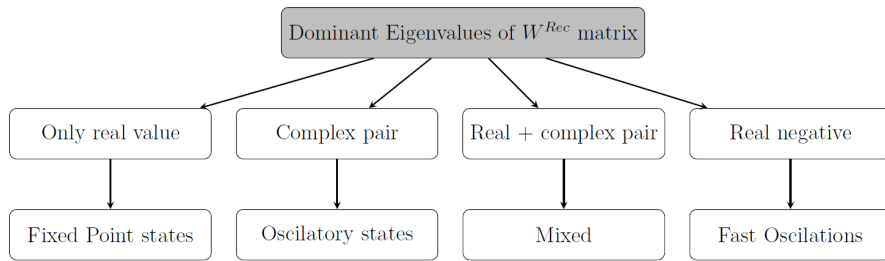 Dominant Eigenvalues of W^{Rec} matrix
Only real value
Complex pair
Real + complex pair
Real negative
Fixed Point states
Oscilatory states
Mixed
Fast Oscilations